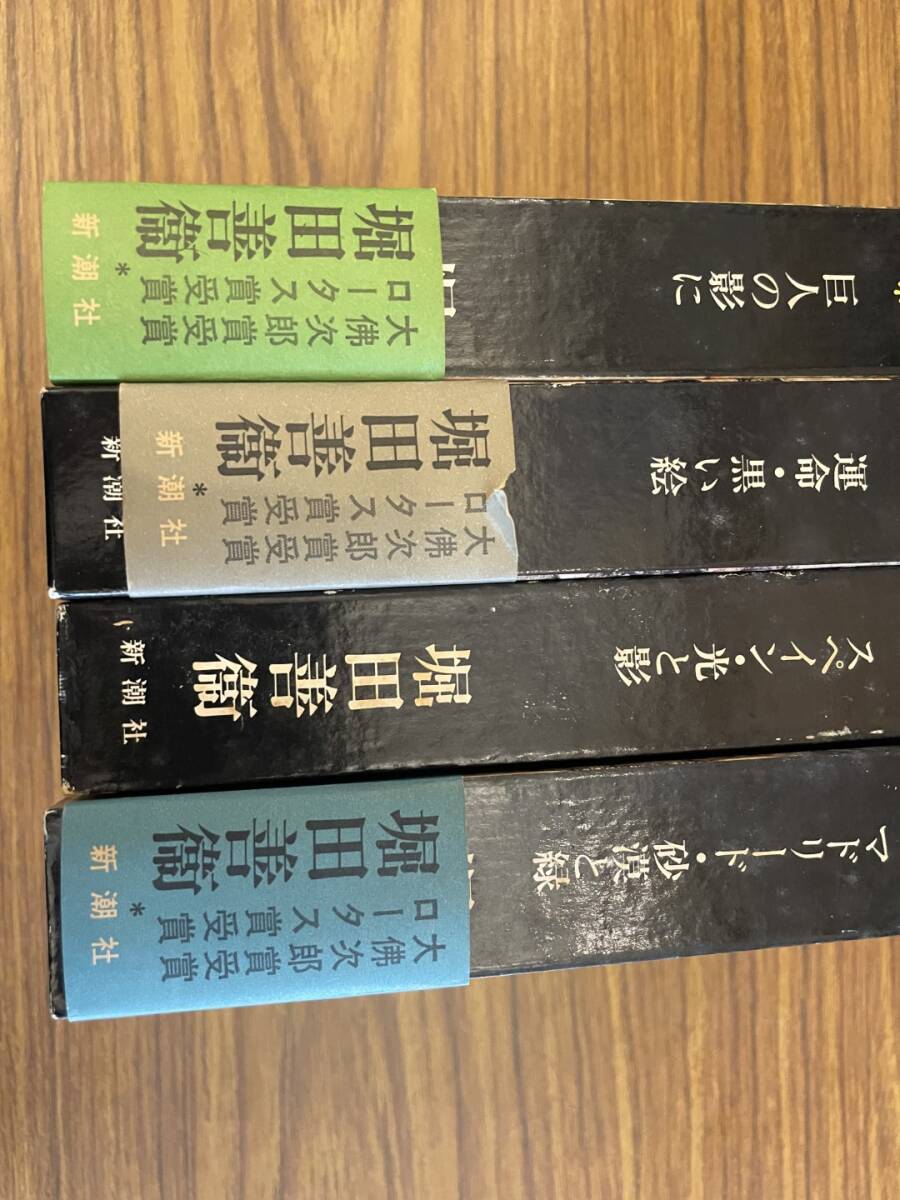 巨人の影に
堀田善衞
ロータス賞受賞
大佛次郎賞受賞
*
新潮社
運命・黒い絵
堀田善衞
ロータス賞受賞
大佛次郎賞受賞
*
新潮社
新潮社
スペイン・光と影
堀田善衞
新潮社
マドリード・砂漠と緑
堀田善衞
ロータス賞受賞
大佛次郎賞受賞
*
新潮社